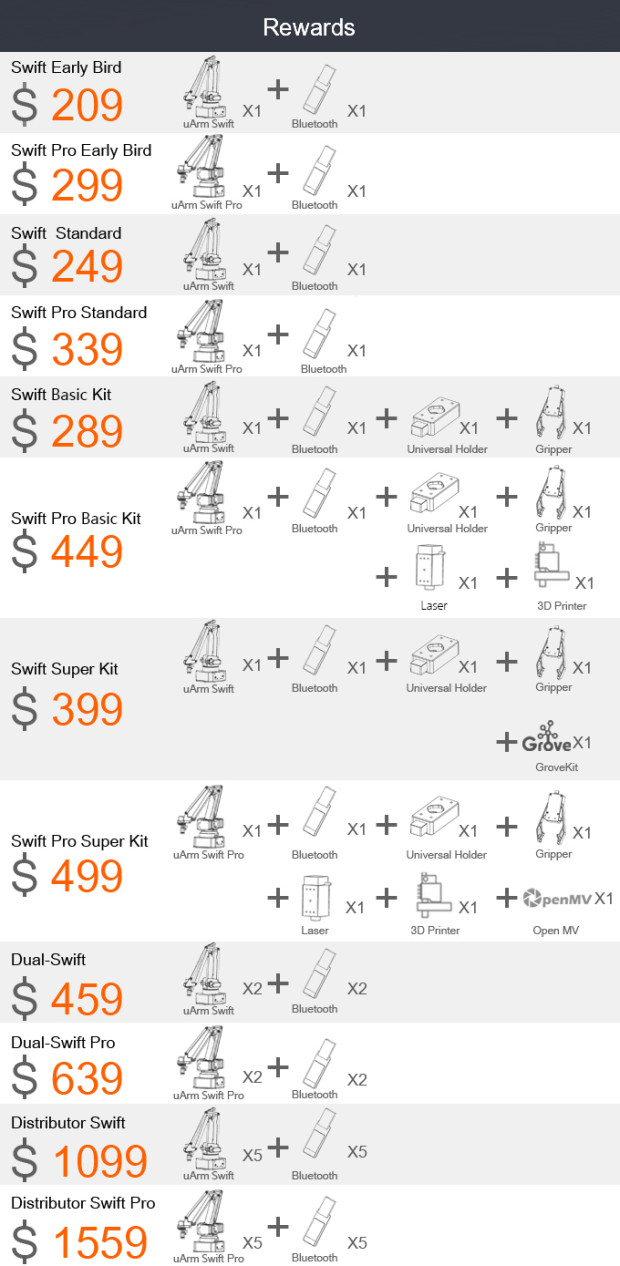 Rewards
Swift Early Bird
$ 209
X1 + X1
uArm Swift Bluetooth
Swift Pro Early Bird
$ 299
X1 + X1
uArm Swift Pro Bluetooth
Swift Standard
$ 249
X1 + X1
uArm Swift Bluetooth
Swift Pro Standard
$ 339
X1 + X1
uArm Swift Pro Bluetooth
Swift Basic Kit
$ 289
X1 + X1 + X1 + X1
uArm Swift Bluetooth Universal Holder Gripper
Swift Pro Basic Kit
$ 449
X1 + X1 + X1 + X1
uArm Swift Pro Bluetooth Universal Holder Gripper
+ X1 + X1
Laser 3D Printer
Swift Super Kit
$ 399
X1 + X1 + X1 + X1
uArm Swift Bluetooth Universal Holder Gripper
+ Grove X1
GroveKit
Swift Pro Super Kit
$ 499
X1 + X1 + X1 + X1
uArm Swift Pro Bluetooth Universal Holder Gripper
+ X1 + X1 + OpenMV X1
Laser 3D Printer Open MV
Dual-Swift
$ 459
X2 + X2
uArm Swift Bluetooth
Dual-Swift Pro
$ 639
X2 + X2
uArm Swift Pro Bluetooth
Distributor Swift
$ 1099
X5 + X5
uArm Swift Bluetooth
Distributor Swift Pro
$ 1559
X5 + X5
uArm Swift Pro Bluetooth